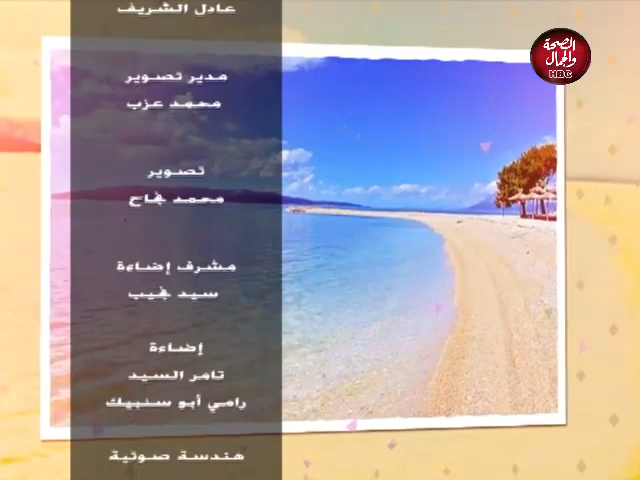 عادل الشريف
مدير تصوير
محمد عزب
تصوير
محمد نجاح
مشرف إضاءة
سيد نجيب
إضاءة
تامر السيد
رامي أبو سنبيك
هندسة صوتية
الصحة
والجمال
HBC